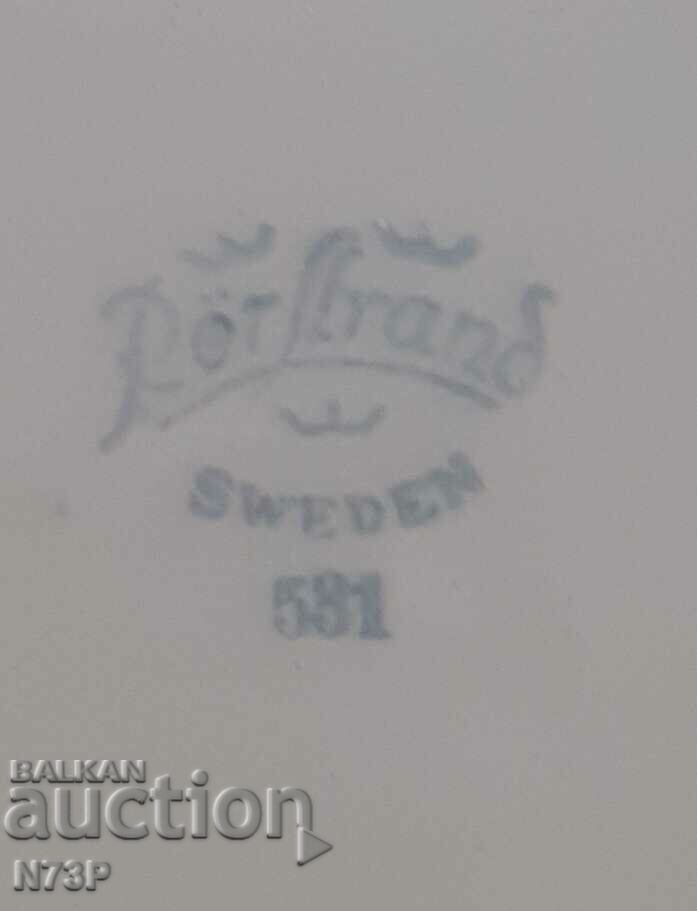 Rörstrand
SWEDEN
531
BALKAN
auction
N73P